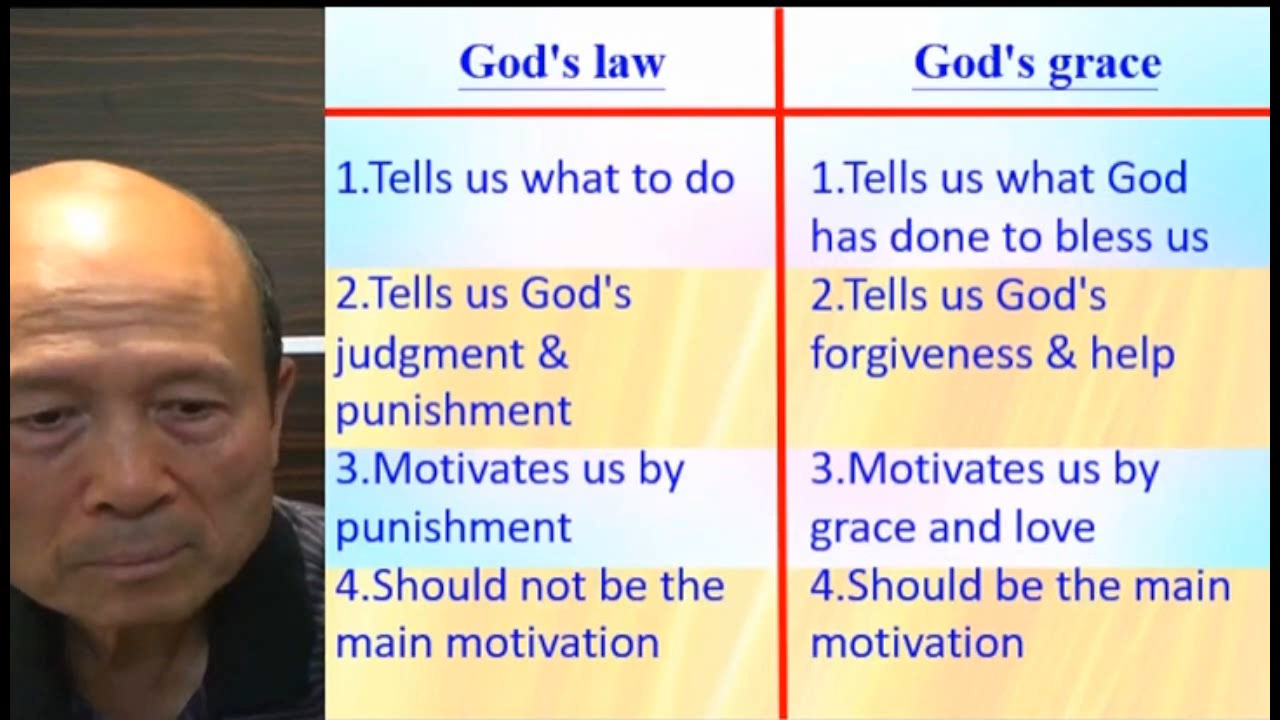 God's law
1.Tells us what to do
2.Tells us God's
judgment &
punishment
3.Motivates us by
punishment
4.Should not be the
main motivation
God's grace
1.Tells us what God
has done to bless us
2.Tells us God's
forgiveness & help
3.Motivates us by
grace and love
4.Should be the main
motivation